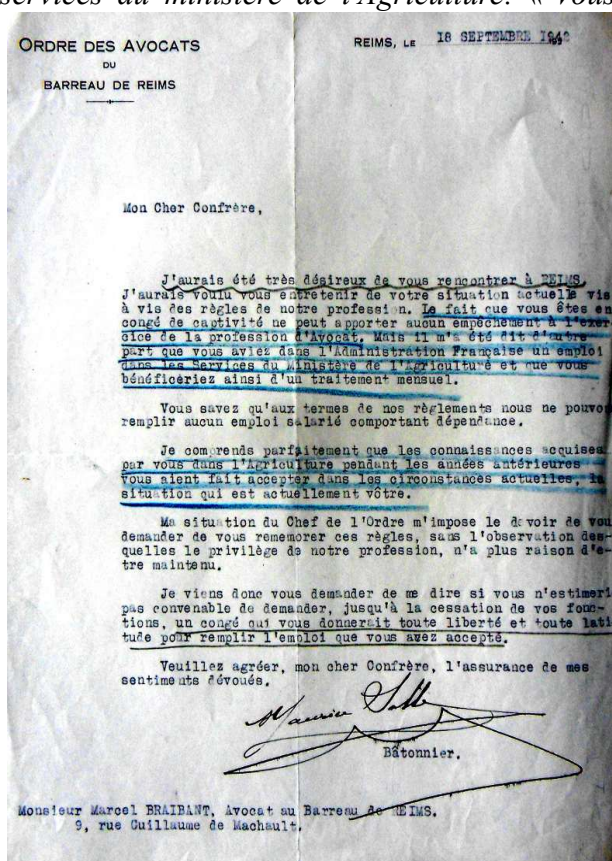 services du ministère de l'Agriculture. « Vous
ORDRE DES AVOCATS
DU
BARREAU DE REIMS
REIMS, LE 18 SEPTEMBRE 1942
Mon Cher Confrère,
J'aurais été très désireux de vous rencontrer à REIMS.
J'aurais voulu vous entretenir de votre situation actuelle vis
à vis des règles de notre profession. Le fait que vous êtes en
congé de captivité ne peut apporter aucun empêchement à l'exer
cice de la profession d'Avocat. Mais il m'a été dit d'autre
part que vous aviez dans l'Administration Française un emploi
dans les Services du Ministère de l'Agriculture et que vous
bénéficiez ainsi d'un traitement mensuel.
Vous savez qu'aux termes de nos règlements nous ne pouvons
remplir aucun emploi salarié comportant dépendance.
Je comprends parfaitement que les connaissances acquises
par vous dans l'Agriculture pendant les années antérieures
vous aient fait accepter dans les circonstances actuelles, la
situation qui est actuellement vôtre.
Ma situation du Chef de l'Ordre m'impose le devoir de vou
demander de vous rememorer ces règles, sans l'observation des-
quelles le privilège de notre profession, n'a plus raison d'e-
tre maintenu.
Je viens donc vous demander de me dire si vous n'estimeri
pas convenable de demander, jusqu'à la cessation de vos fonc-
tions, un congé qui vous donnerait toute liberté et toute lati
tude pour remplir l'emploi que vous avez accepté.
Veuillez agréer, mon cher Confrère, l'assurance de mes
sentiments dévoués.
Maurice
Bâtonnier.
Monsieur Marcel BRAIBANT, Avocat au Barreau de REIMS.
9, rue Guillaume de Machault.